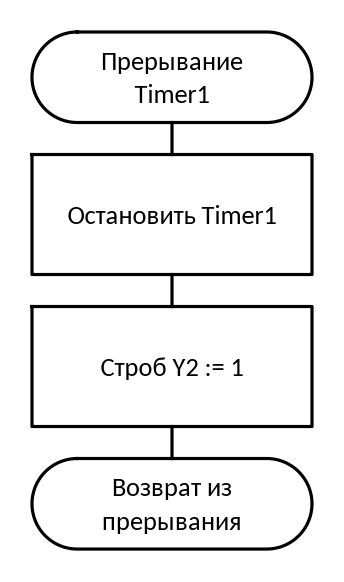 Прерывание
Timer1
Остановить Timer1
Строб Y2 := 1
Возврат из
прерывания